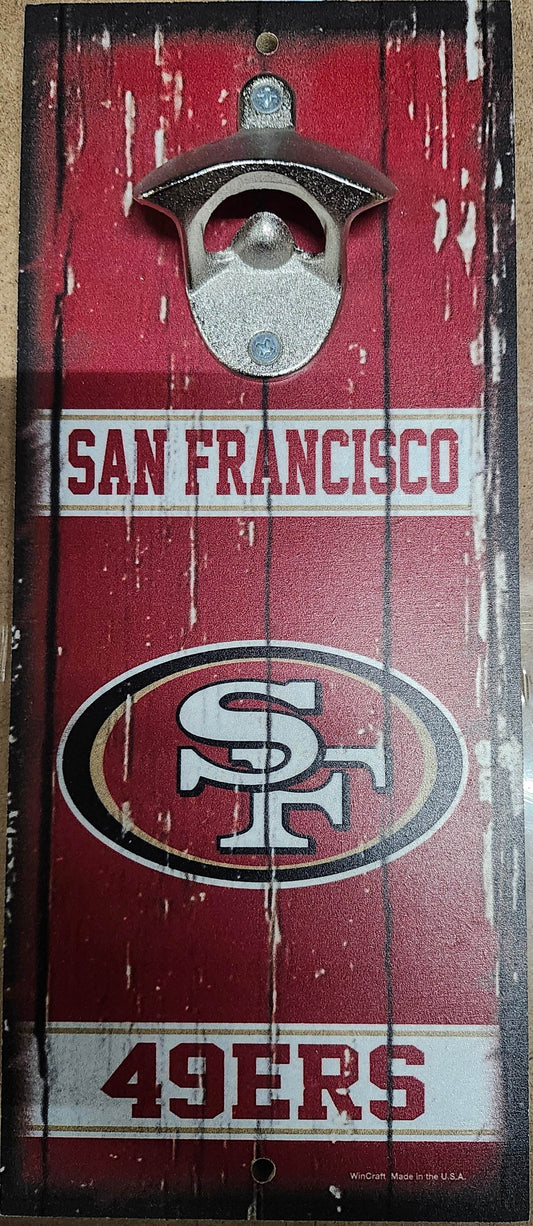 SAN FRANCISCO
SF
49ERS
WinCraft, Made in the U.S.A.